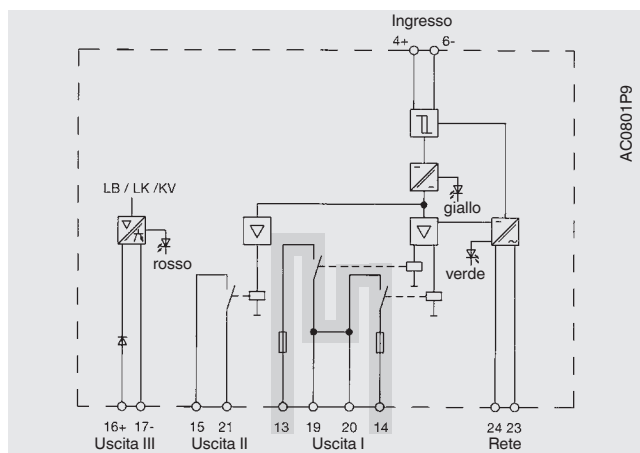 Ingresso
4+ 6-
AC0801P9
LB / LK /KV
giallo
rosso
verde
16+ 17- 15 21 13 19 20 14 24 23
Uscita III Uscita II Uscita I Rete